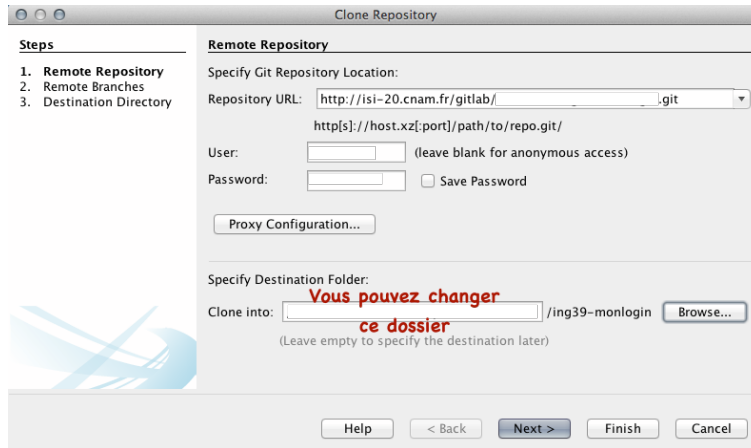 Clone Repository
Steps
1. Remote Repository
2. Remote Branches
3. Destination Directory
Remote Repository
Specify Git Repository Location:
Repository URL: http://isi-20.cnam.fr/gitlab/ .git
http[s]://host.xz[:port]/path/to/repo.git/
User: (leave blank for anonymous access)
Password: Save Password
Proxy Configuration...
Specify Destination Folder:
Vous pouvez changer
Clone into: /ing39-monlogin Browse...
ce dossier
(Leave empty to specify the destination later)
Help < Back Next > Finish Cancel